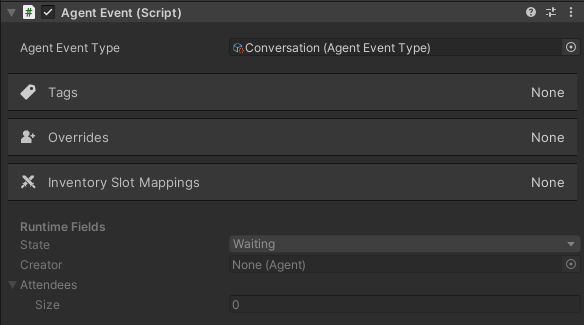 Agent Event (Script)
Agent Event Type Conversation (Agent Event Type)
Tags None
Overrides None
Inventory Slot Mappings None
Runtime Fields
State Waiting
Creator None (Agent)
Attendees
Size 0